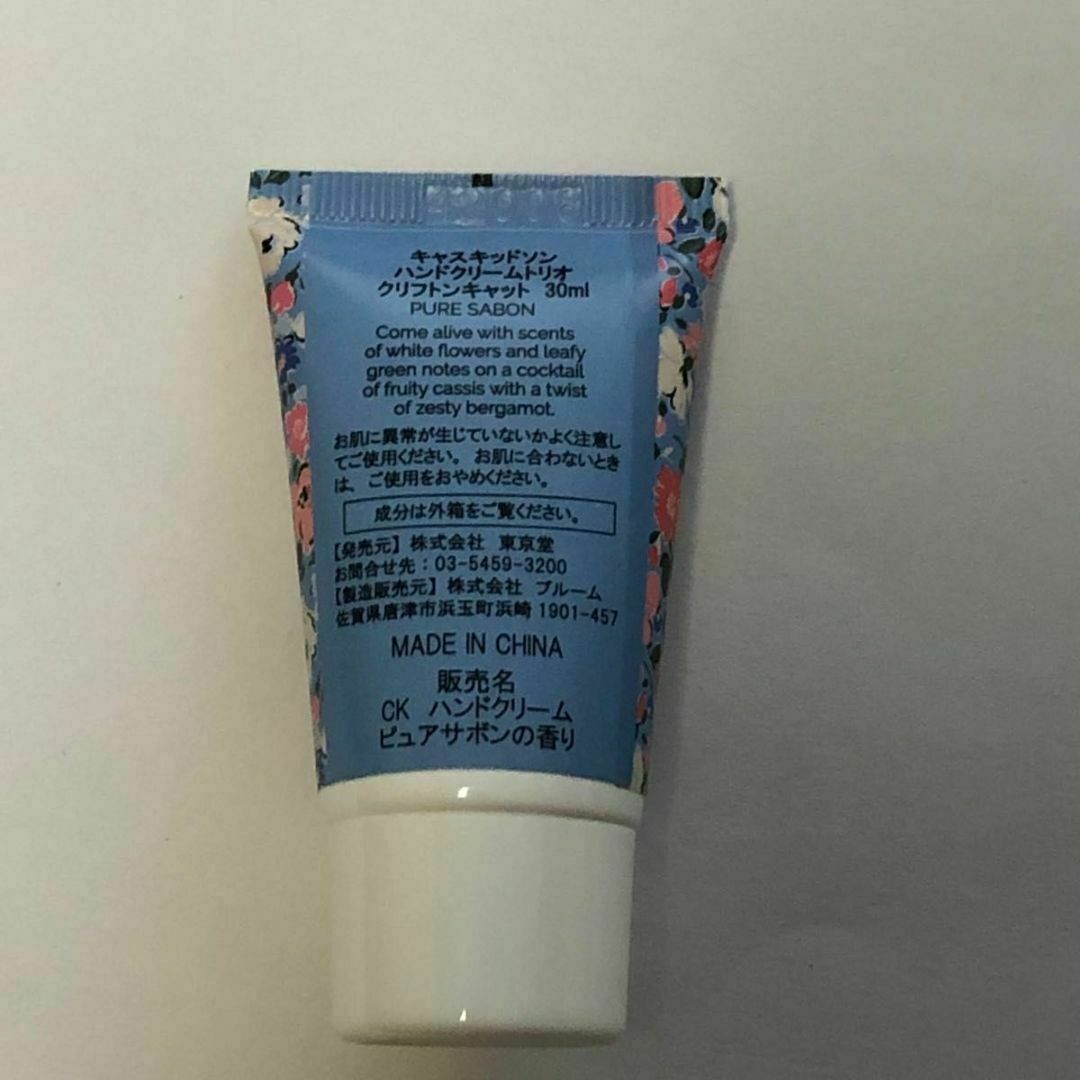 キャスキッドソン
ハンドクリームトリオ
クリフトンキャット 30ml
PURE SABON
Come alive with scents
of white flowers and leafy
green notes on a cocktail
of fruity cassis with a twist
of zesty bergamot.
お肌に異常が生じていないかよく注意し
てご使用ください。 お肌に合わないとき
は、ご使用をおやめください。
成分は外箱をご覧ください。
【発売元】 株式会社 東京堂
お問合せ先：03-5459-3200
【製造販売元】 株式会社 ブルーム
佐賀県唐津市浜玉町浜崎 1901-457
MADE IN CHINA
販売名
CK ハンドクリーム
ピュアサボンの香り